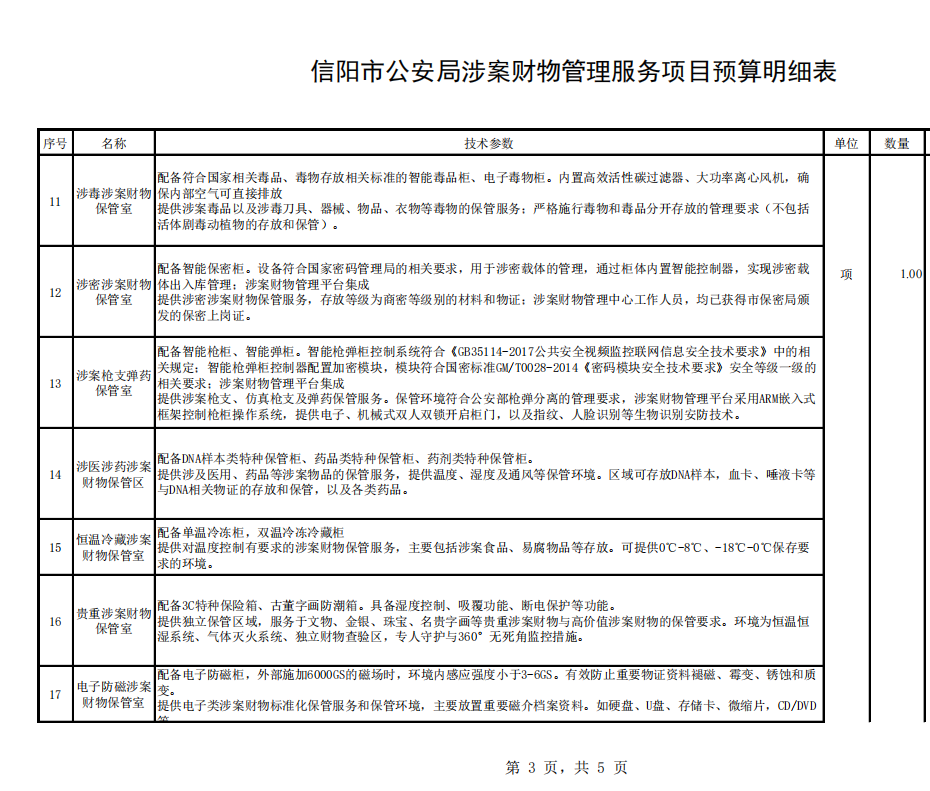 信阳市公安局涉案财物管理服务项目预算明细表
序号 名称 技术参数 单位 数量
11 涉毒涉案财物保管室
配备符合国家相关毒品、毒物存放相关标准的智能毒品柜、电子毒物柜。内置高效活性碳过滤器、大功率离心风机，确
保内部空气可直接排放
提供涉案毒品以及涉毒刀具、器械、物品、衣物等毒物的保管服务；严格施行毒物和毒品分开存放的管理要求（不包括
活体剧毒动植物的存放和保管）。
12 涉密涉案财物保管室
配备智能保密柜。设备符合国家密码管理局的相关要求，用于涉密载体的管理，通过柜体内置智能控制器，实现涉密载
体出入库管理；涉案财物管理平台集成
提供涉密涉案财物保管服务，存放等级为商密等级别的材料和物证；涉案财物管理中心工作人员，均已获得市保密局颁
发的保密上岗证。
项 1.00
13 涉案枪支弹药保管室
配备智能枪柜、智能弹柜。智能枪弹柜控制系统符合《GB35114-2017公共安全视频监控联网信息安全技术要求》中的相
关规定；智能枪弹柜控制器配置加密模块，模块符合国密标准GM/T0028-2014《密码模块安全技术要求》安全等级一级的
相关要求；涉案财物管理平台集成
提供涉案枪支、仿真枪支及弹药保管服务。保管环境符合公安部枪弹分离的管理要求，涉案财物管理平台采用ARM嵌入式
框架控制枪柜操作系统，提供电子、机械式双人双锁开启柜门，以及指纹、人脸识别等生物识别安防技术。
14 涉医涉药涉案财物保管区
配备DNA样本类特种保管柜、药品类特种保管柜、药剂类特种保管柜。
提供涉及医用、药品等涉案物品的保管服务，提供温度、湿度及通风等保管环境。区域可存放DNA样本，血卡、唾液卡等
与DNA相关物证的存放和保管，以及各类药品。
15 恒温冷藏涉案财物保管室
配备单温冷冻柜，双温冷冻冷藏柜
提供对温度控制有要求的涉案财物保管服务，主要包括涉案食品、易腐物品等存放。可提供0℃-8℃、-18℃-0℃保存要
求的环境。
16 贵重涉案财物保管室
配备3C特种保险箱、古董字画防潮箱。具备湿度控制、吸覆功能、断电保护等功能。
提供独立保管区域，服务于文物、金银、珠宝、名贵字画等贵重涉案财物与高价值涉案财物的保管要求。环境为恒温恒
湿系统、气体灭火系统、独立财物查验区，专人守护与360°无死角监控措施。
17 电子防磁涉案财物保管室
配备电子防磁柜，外部施加6000GS的磁场时，环境内感应强度小于3-6GS。有效防止重要物证资料褪磁、霉变、锈蚀和质
变。
提供电子类涉案财物标准化保管服务和保管环境，主要放置重要磁介档案资料。如硬盘、U盘、存储卡、微缩片，CD/DVD
第 3 页，共 5 页